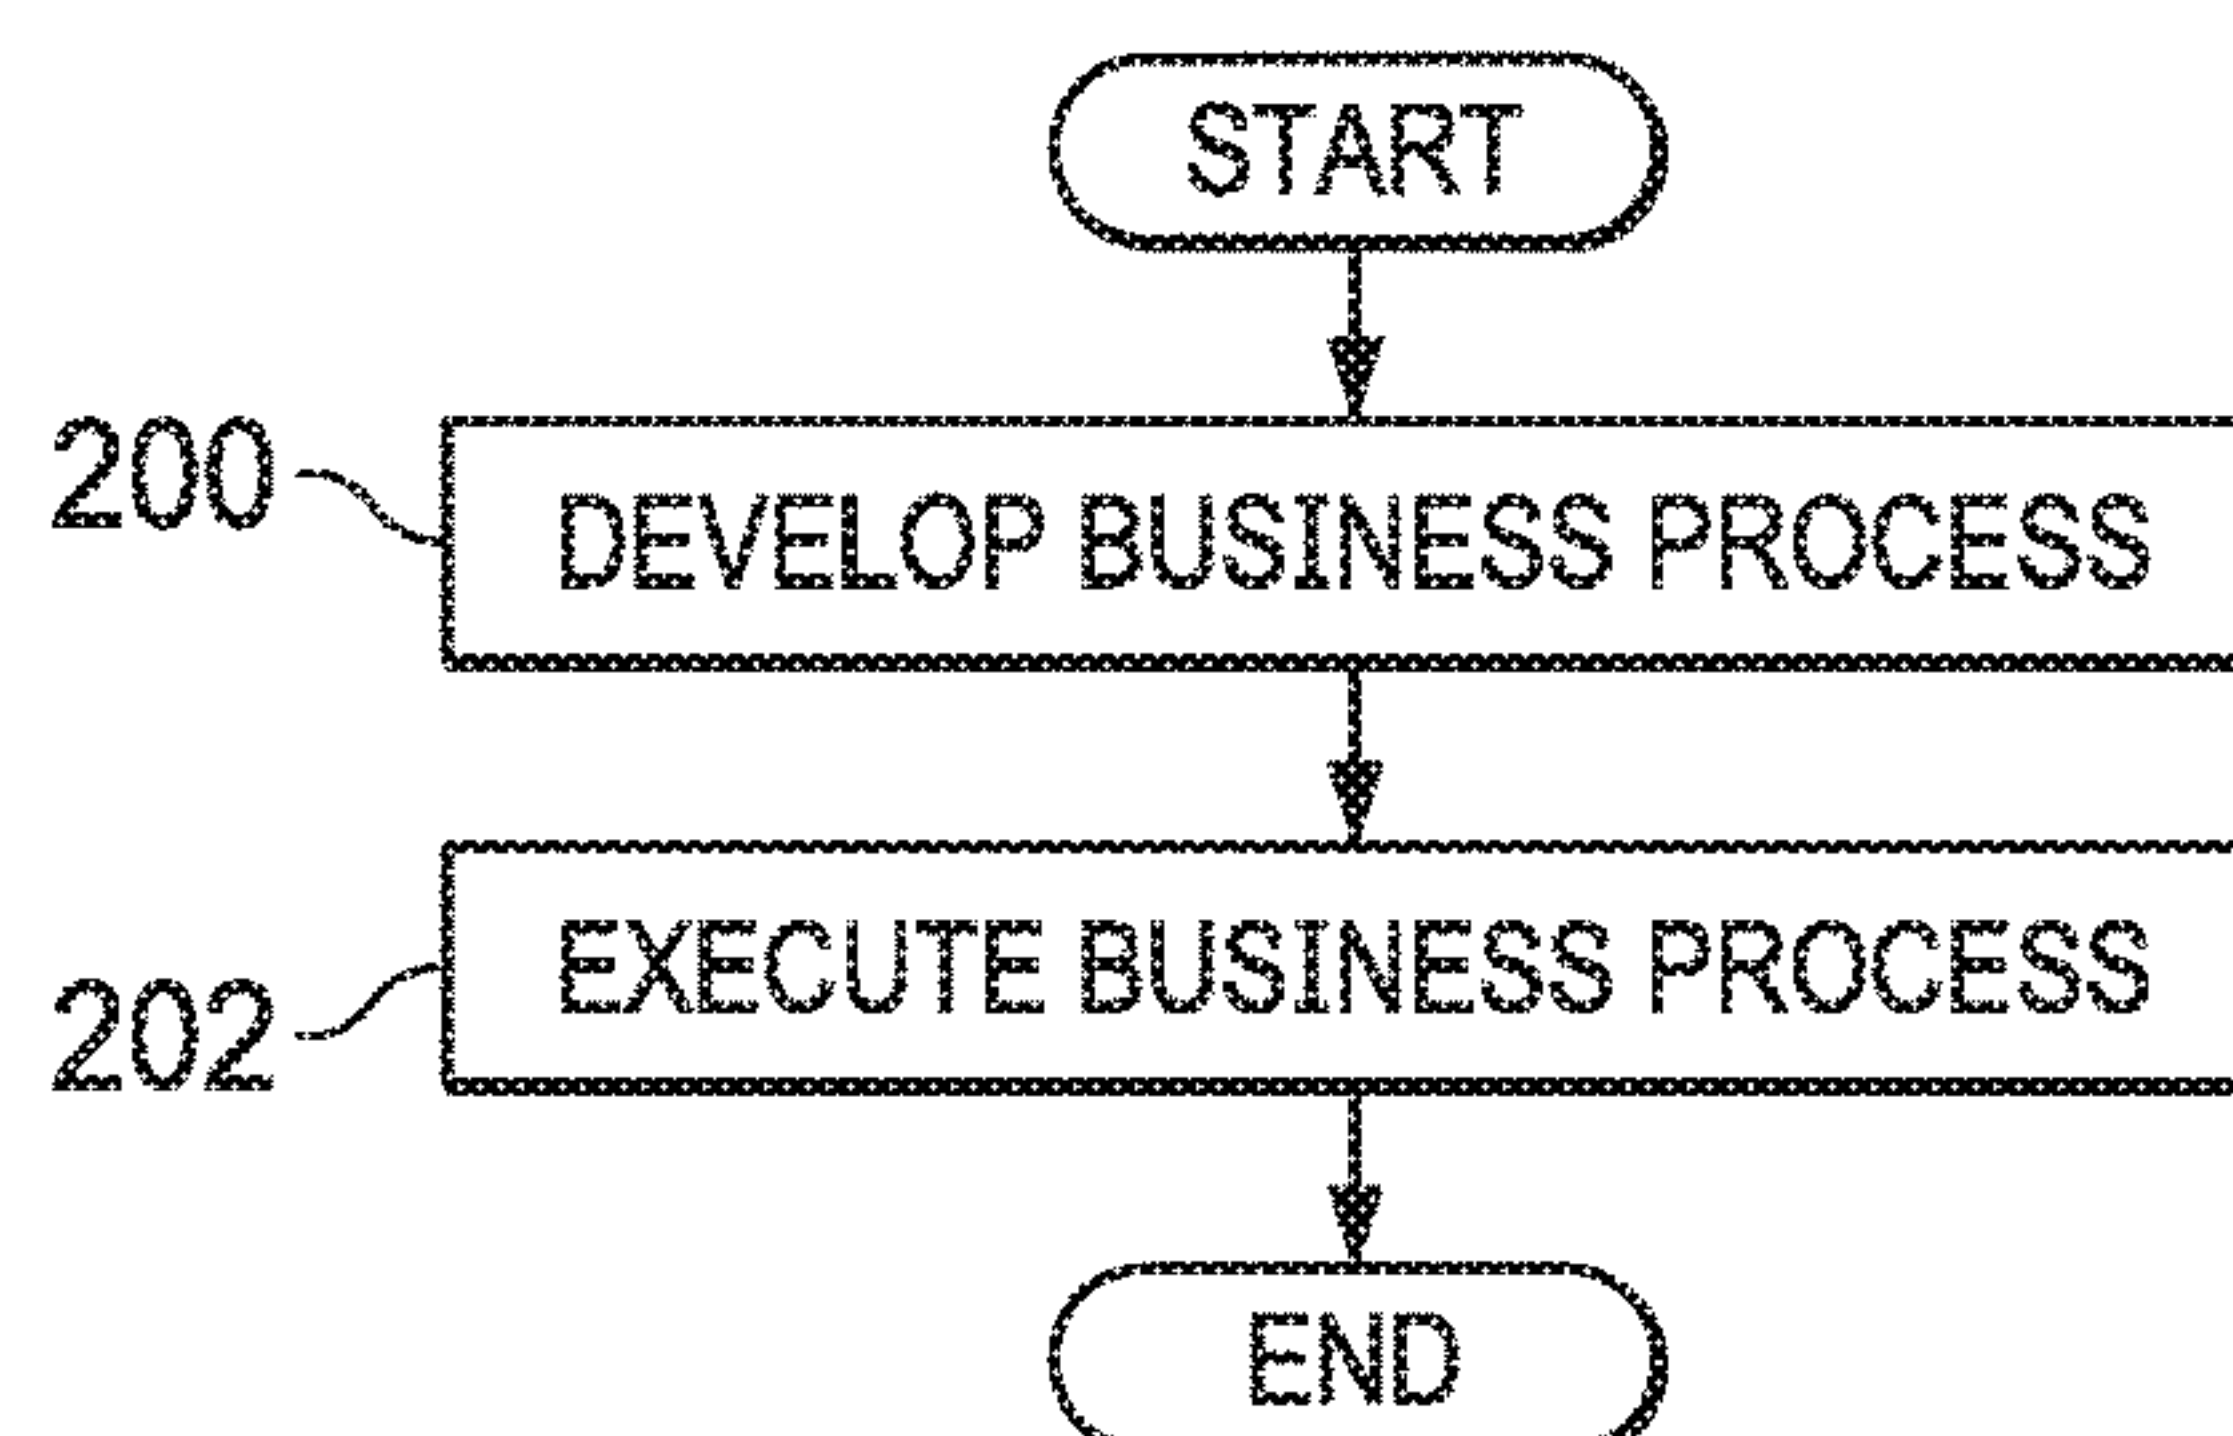 START
200
DEVELOP BUSINESS PROCESS
EXECUTE BUSINESS PROCESS
202
END